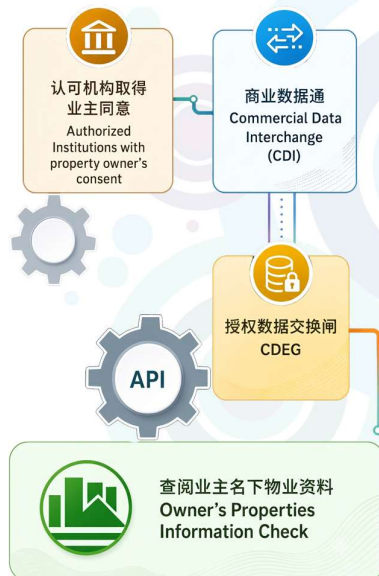 认可机构取得
业主同意
Authorized
Institutions with
property owner's
consent
商业数据通
Commercial Data
Interchange
(CDI)
授权数据交换闸
CDEG
API
查阅业主名下物业资料
Owner's Properties
Information Check